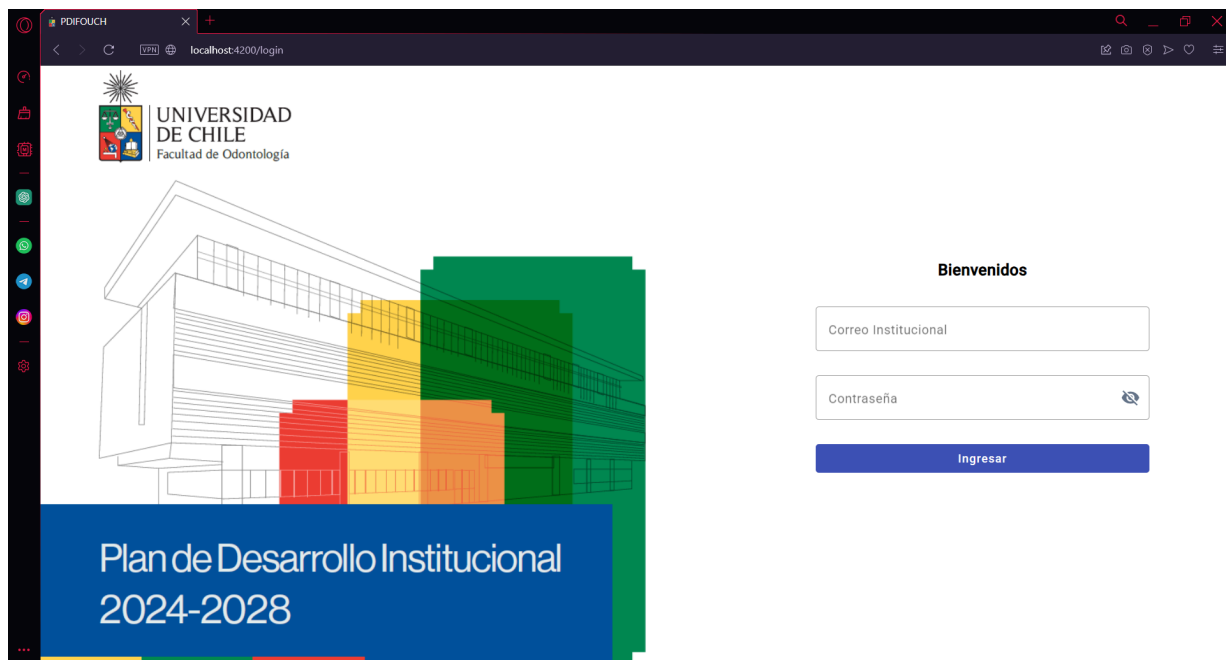 PDIFOUCH
VPN
localhost:4200/login
UNIVERSIDAD
DE CHILE
Facultad de Odontología
Plan de Desarrollo Institucional
2024-2028
Bienvenidos
Correo Institucional
Contraseña
Ingresar